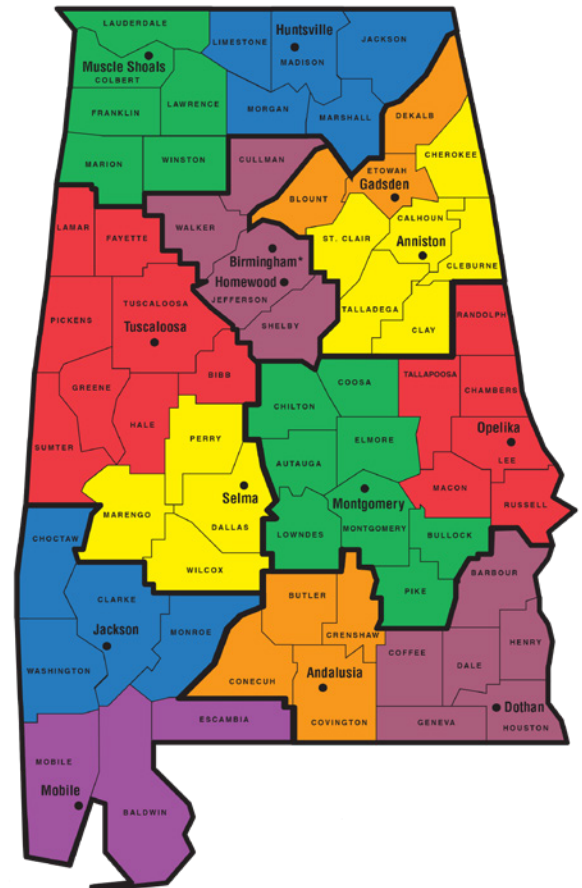 LAUDERDALE
Muscle Shoals
COLBERT
FRANKLIN
LAWRENCE
MARION
WINSTON
LIMESTONE
Huntsville
MADISON
JACKSON
MORGAN
MARSHALL
DEKALB
CHEROKEE
CULLMAN
BLOUNT
ETOWAH
Gadsden
WALKER
Birmingham*
Homewood
JEFFERSON
SHELBY
ST. CLAIR
CALHOUN
Anniston
CLEBURNE
TALLADEGA
CLAY
RANDOLPH
LAMAR
FAYETTE
PICKENS
TUSCALOOSA
Tuscaloosa
GREENE
HALE
BIBB
SUMTER
PERRY
Selma
MARENGO
DALLAS
WILCOX
CHILTON
COOSA
ELMORE
AUTAUGA
Montgomery
LOWNDES
MONTGOMERY
BULLOCK
PIKE
TALLAPOOSA
CHAMBERS
Opelika
LEE
MACON
RUSSELL
CHOCTAW
CLARKE
Jackson
MONROE
WASHINGTON
BUTLER
CRENSHAW
CONECUH
Andalusia
COVINGTON
BARBOUR
COFFEE
DALE
HENRY
Dothan
GENEVA
HOUSTON
ESCAMBIA
MOBILE
Mobile
BALDWIN